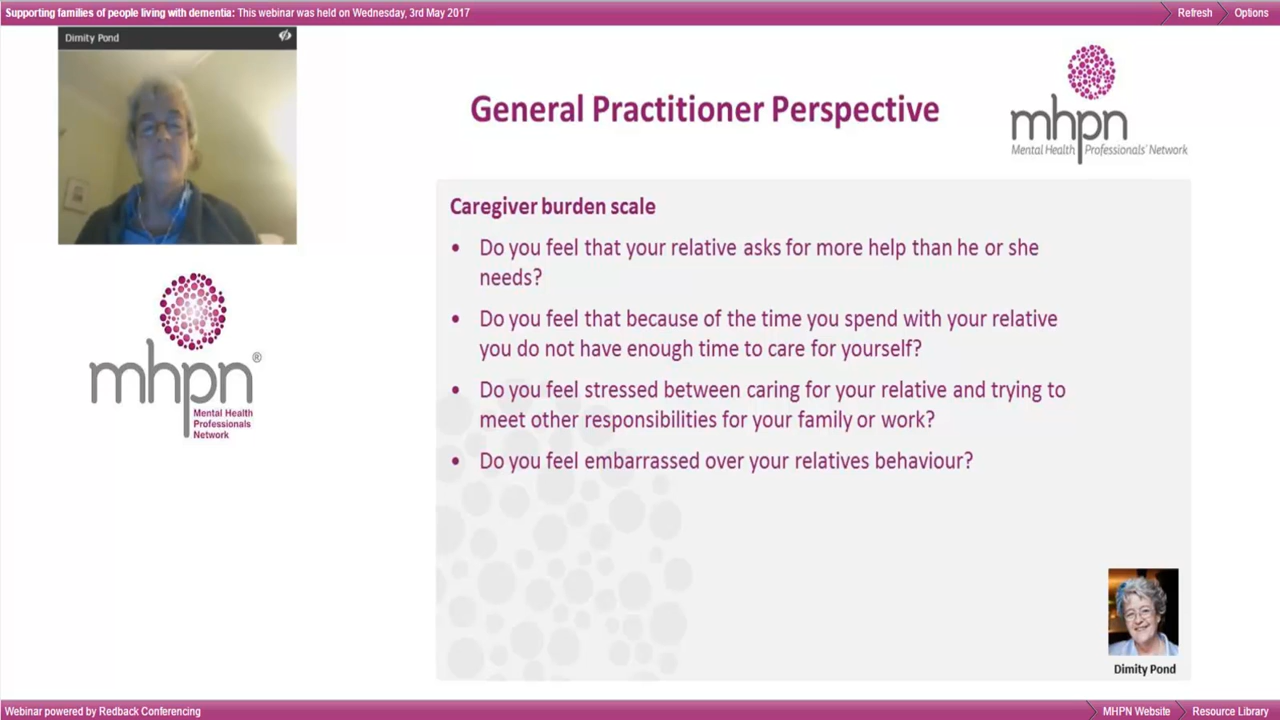 Supporting families of people living with dementia: This webinar was held on Wednesday, 3rd May 2017
Refresh
Options
Dimity Pond
General Practitioner Perspective
mhpn
Mental Health Professionals' Network
Caregiver burden scale
• Do you feel that your relative asks for more help than he or she
needs?
• Do you feel that because of the time you spend with your relative
you do not have enough time to care for yourself?
• Do you feel stressed between caring for your relative and trying to
meet other responsibilities for your family or work?
• Do you feel embarrassed over your relatives behaviour?
mhpn®
Mental Health
Professionals
Network
Dimity Pond
Webinar powered by Redback Conferencing
MHPN Website
Resource Library